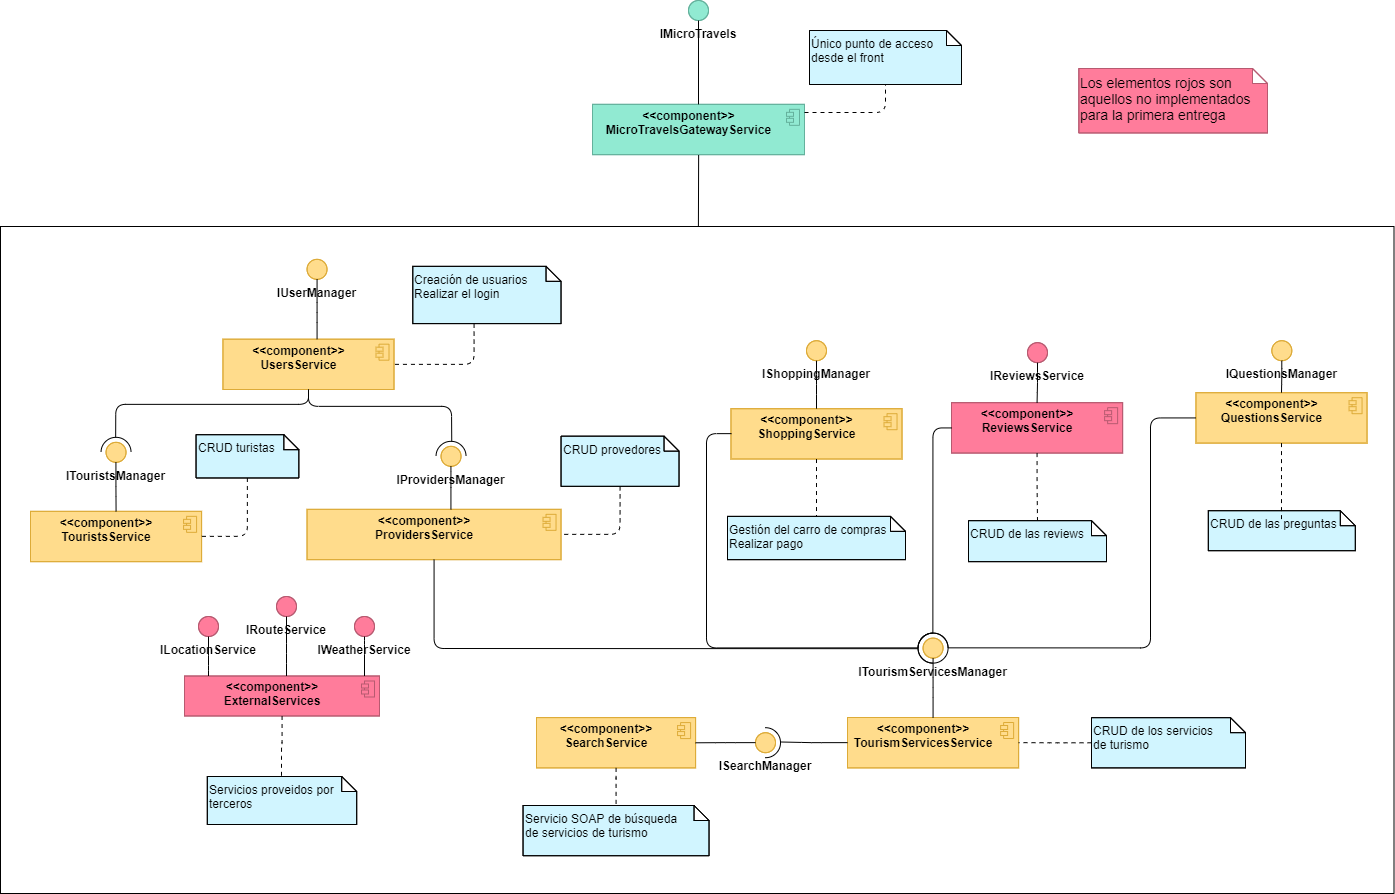 IMicroTravels
Único punto de acceso
desde el front
Los elementos rojos son
aquellos no implementados
para la primera entrega
<<component>>
MicroTravelsGatewayService
IUserManager
Creación de usuarios
Realizar el login
<<component>>
UsersService
IShoppingManager
IReviewsService
IQuestionsManager
<<component>>
ShoppingService
<<component>>
ReviewsService
<<component>>
QuestionsService
ITouristsManager
CRUD turistas
IProvidersManager
CRUD provedores
<<component>>
TouristsService
<<component>>
ProvidersService
Gestión del carro de compras
Realizar pago
CRUD de las reviews
CRUD de las preguntas
ILocationService
IRouteService
IWeatherService
<<component>>
ExternalServices
ITourismServicesManager
<<component>>
SearchService
ISearchManager
<<component>>
TourismServicesService
CRUD de los servicios
de turismo
Servicios proveidos por
terceros
Servicio SOAP de búsqueda
de servicios de turismo